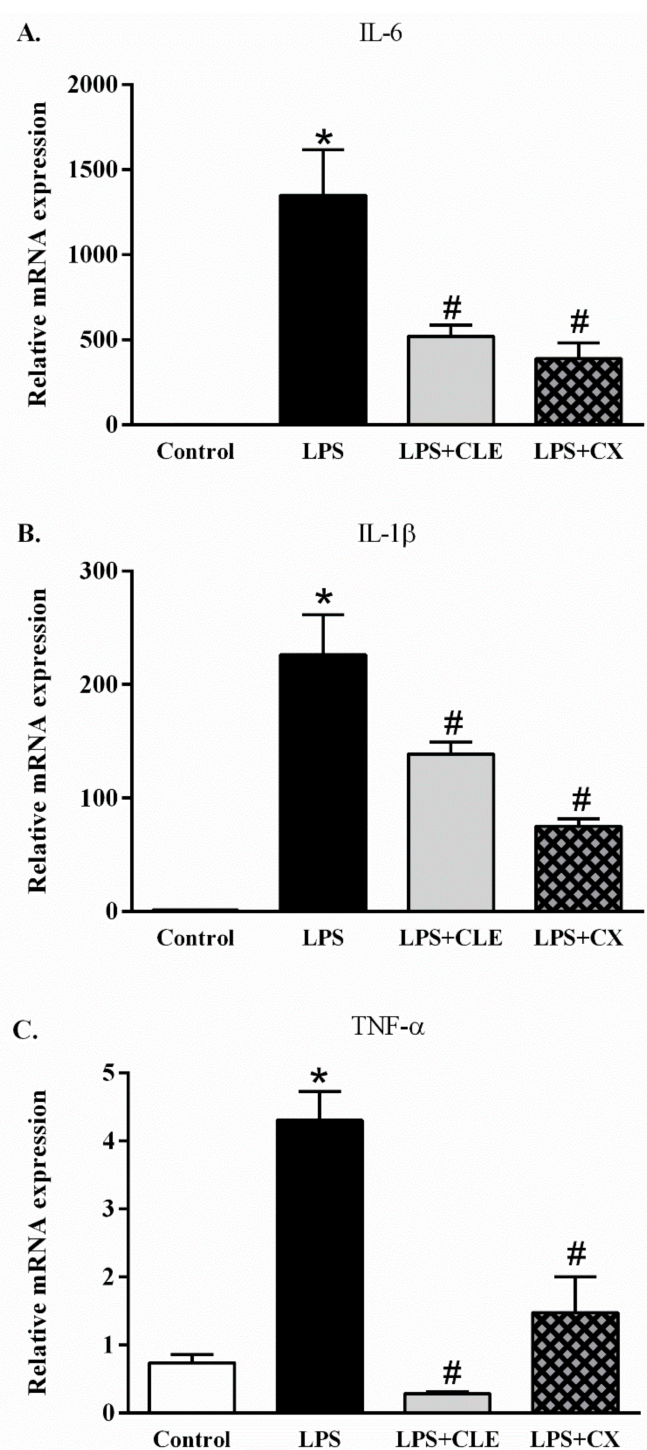 A.
IL-6
Relative mRNA expression
2000
1500
1000
500
0
*
#
#
Control LPS LPS+CLE LPS+CX
B.
IL-1β
Relative mRNA expression
300
200
100
0
*
#
#
Control LPS LPS+CLE LPS+CX
C.
TNF-α
Relative mRNA expression
5
4
3
2
1
0
*
#
#
Control LPS LPS+CLE LPS+CX